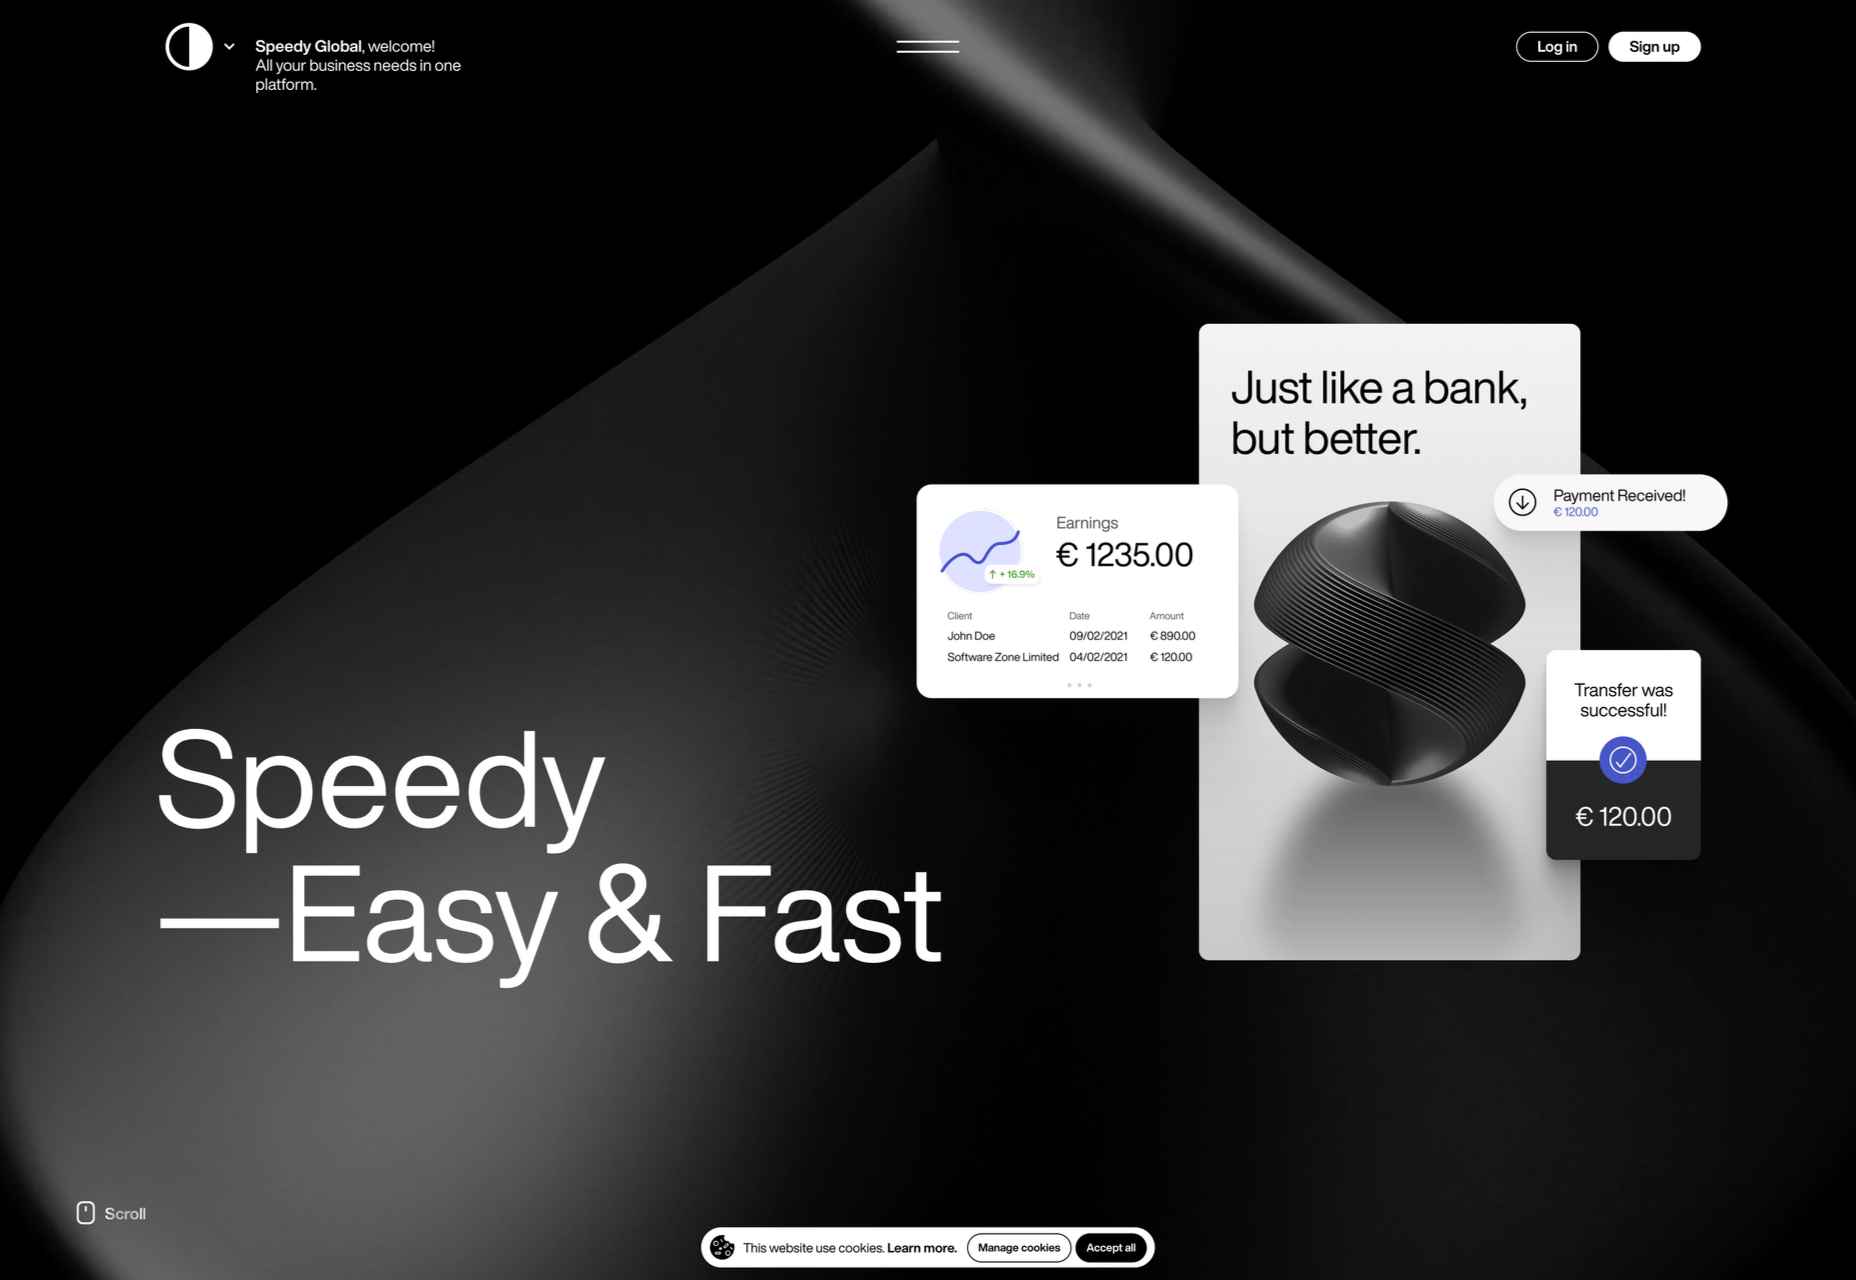 Speedy Global, welcome!
All your business needs in one
platform.
Log in
Sign up
Just like a bank,
but better.
Payment Received!
€ 120.00
Earnings
€ 1235.00
+ 16.9%
Client Date Amount
John Doe 09/02/2021 € 890.00
Software Zone Limited 04/02/2021 € 120.00
Transfer was
successful!
€ 120.00
Speedy
—Easy & Fast
Scroll
This website use cookies. Learn more. Manage cookies Accept all